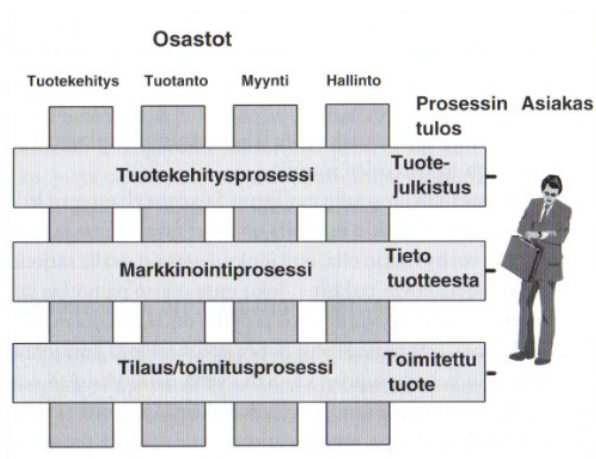 Osastot
Tuotekehitys Tuotanto Myynti Hallinto
Prosessin Asiakas
tulos
Tuotekehitysprosessi
Tuote-
julkistus
Markkinointiprosessi
Tieto
tuotteesta
Tilaus/toimitusprosessi
Toimitettu
tuote